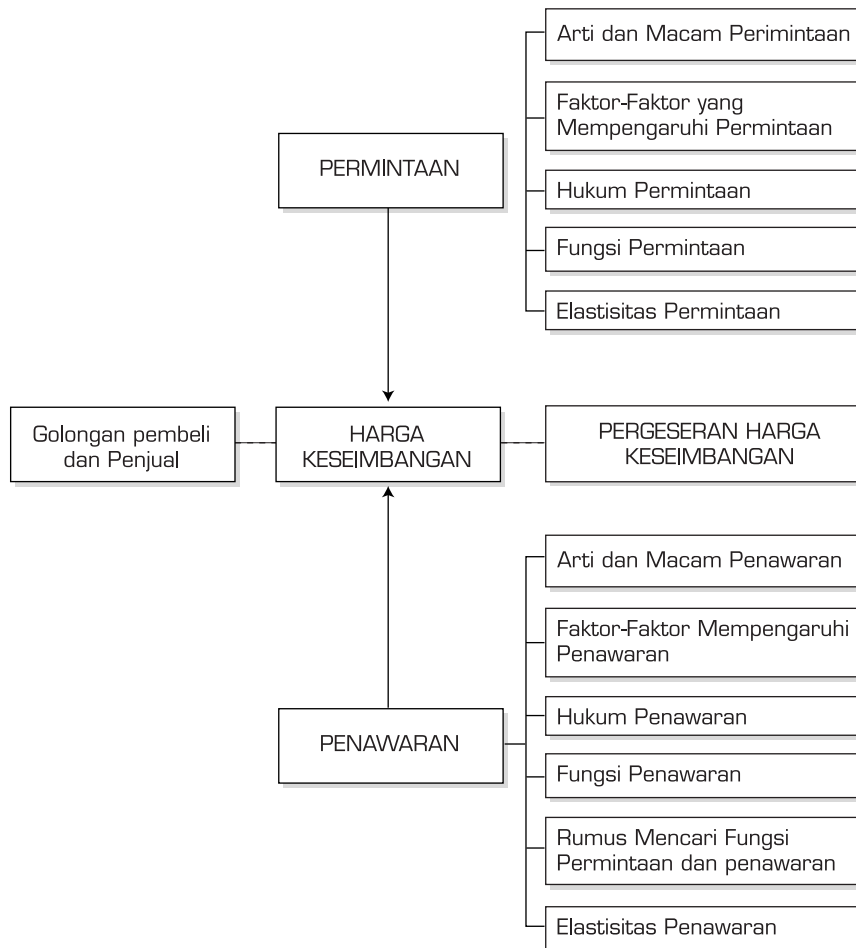 Arti dan Macam Perimintaan
Faktor-Faktor yang
Mempengaruhi Permintaan
PERMINTAAN
Hukum Permintaan
Fungsi Permintaan
Elastisitas Permintaan
Golongan pembeli
dan Penjual
HARGA
KESEIMBANGAN
PERGESERAN HARGA
KESEIMBANGAN
Arti dan Macam Penawaran
Faktor-Faktor Mempengaruhi
Penawaran
Hukum Penawaran
PENAWARAN
Fungsi Penawaran
Rumus Mencari Fungsi
Permintaan dan penawaran
Elastisitas Penawaran